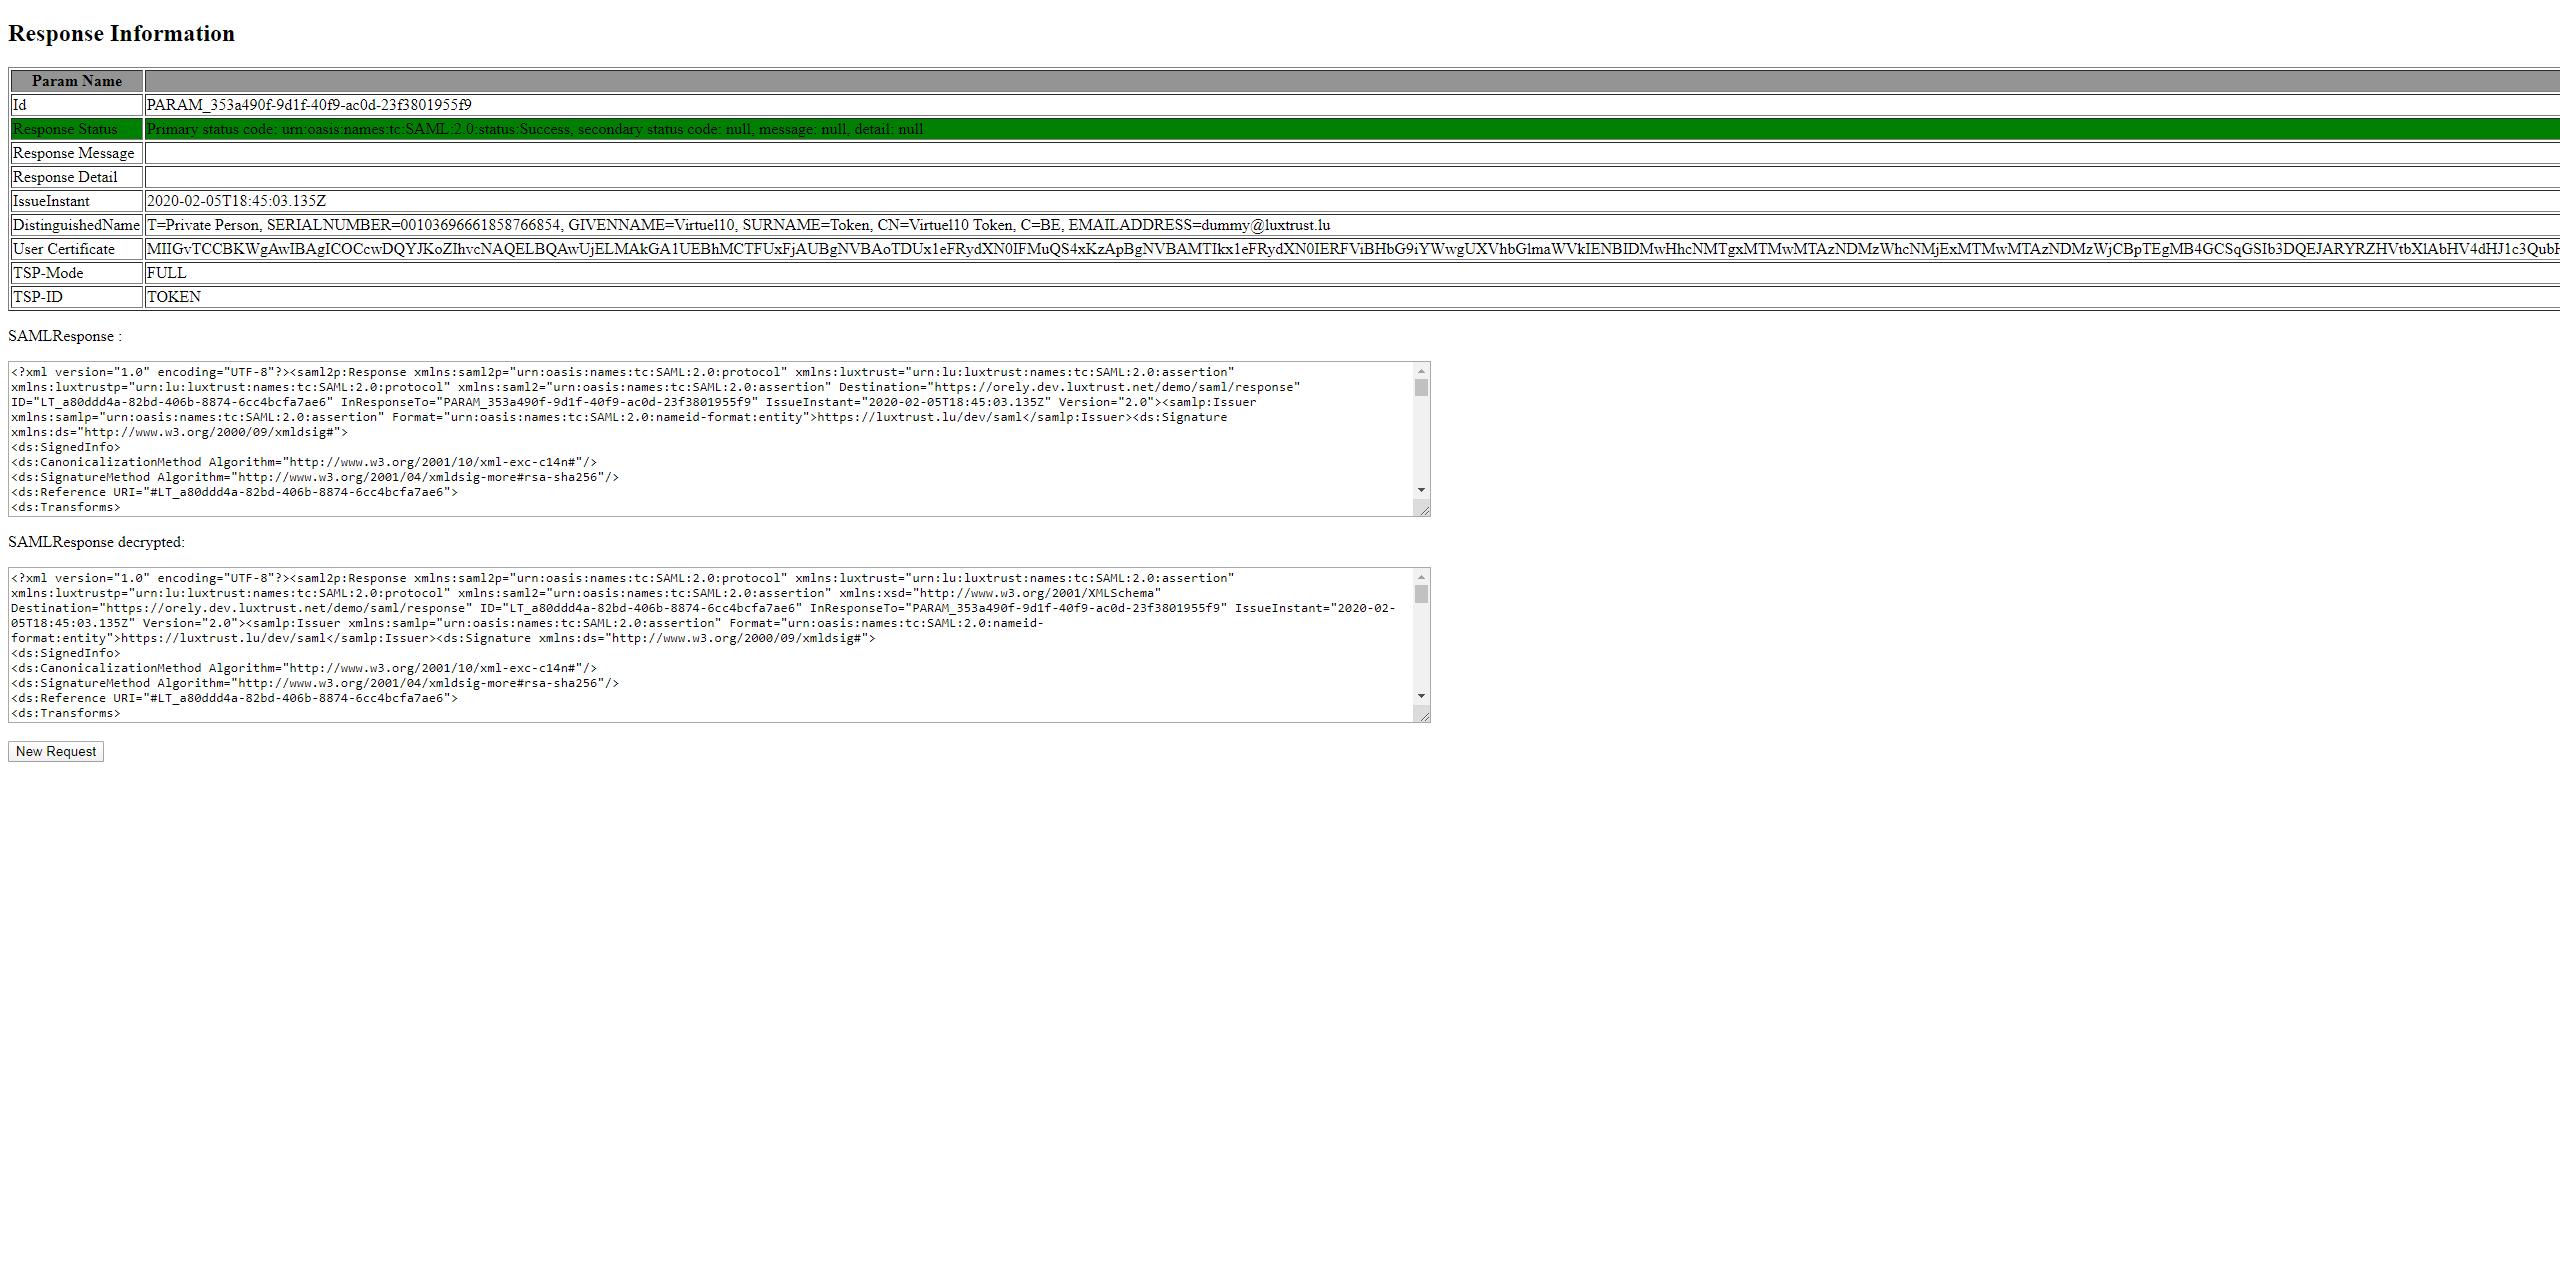 Response Information
Param Name
Id PARAM_353a490f-9d1f-40f9-ac0d-23f3801955f9
Response Status Primary status code: urn:oasis:names:tc:SAML:2.0:status:Success, secondary status code: null, message: null, detail: null
Response Message
Response Detail
IssueInstant 2020-02-05T18:45:03.135Z
DistinguishedName T=Private Person, SERIALNUMBER=00103696661858766854, GIVENNAME=Virtuel10, SURNAME=Token, CN=Virtuel10 Token, C=BE, EMAILADDRESS=dummy@luxtrust.lu
User Certificate MIIGvTCCBKWgAwIBAgICOCcwDQYJKoZIhvcNAQELBQAwUjELMAkGA1UEBhMCTFUxFjAUBgNVBAoTDUx1eFRydXN0IFMuQS4xKzApBgNVBAMTIkx1eFRydXN0IERFViBHbG9iYWwgUXVhbGlmaWVkIENBIDMwHhcNMTgxMTMwMTAzNDMzWhcNMjExMTMwMTAzNDMzWjCBpTEgMB4GCSqGSIb3DQEJARYRZHVtbXlAbHV4dHJ1c3QubH
TSP-Mode FULL
TSP-ID TOKEN
SAMLResponse :
<?xml version="1.0" encoding="UTF-8"?><saml2p:Response xmlns:saml2p="urn:oasis:names:tc:SAML:2.0:protocol" xmlns:luxtrust="urn:lu:luxtrust:names:tc:SAML:2.0:assertion"
xmlns:luxtrustp="urn:lu:luxtrust:names:tc:SAML:2.0:protocol" xmlns:saml2="urn:oasis:names:tc:SAML:2.0:assertion" Destination="https://orely.dev.luxtrust.net/demo/saml/response"
ID="LT_a80ddd4a-82bd-406b-8874-6cc4bcfa7ae6" InResponseTo="PARAM_353a490f-9d1f-40f9-ac0d-23f3801955f9" IssueInstant="2020-02-05T18:45:03.135Z" Version="2.0"><samlp:Issuer
xmlns:samlp="urn:oasis:names:tc:SAML:2.0:assertion" Format="urn:oasis:names:tc:SAML:2.0:nameid-format:entity">https://luxtrust.lu/dev/saml</samlp:Issuer><ds:Signature
xmlns:ds="http://www.w3.org/2000/09/xmldsig#">
<ds:SignedInfo>
<ds:CanonicalizationMethod Algorithm="http://www.w3.org/2001/10/xml-exc-c14n#"/>
<ds:SignatureMethod Algorithm="http://www.w3.org/2001/04/xmldsig-more#rsa-sha256"/>
<ds:Reference URI="#LT_a80ddd4a-82bd-406b-8874-6cc4bcfa7ae6">
<ds:Transforms>
SAMLResponse decrypted:
<?xml version="1.0" encoding="UTF-8"?><saml2p:Response xmlns:saml2p="urn:oasis:names:tc:SAML:2.0:protocol" xmlns:luxtrust="urn:lu:luxtrust:names:tc:SAML:2.0:assertion"
xmlns:luxtrustp="urn:lu:luxtrust:names:tc:SAML:2.0:protocol" xmlns:saml2="urn:oasis:names:tc:SAML:2.0:assertion" xmlns:xsd="http://www.w3.org/2001/XMLSchema"
Destination="https://orely.dev.luxtrust.net/demo/saml/response" ID="LT_a80ddd4a-82bd-406b-8874-6cc4bcfa7ae6" InResponseTo="PARAM_353a490f-9d1f-40f9-ac0d-23f3801955f9" IssueInstant="2020-02-
05T18:45:03.135Z" Version="2.0"><samlp:Issuer xmlns:samlp="urn:oasis:names:tc:SAML:2.0:assertion" Format="urn:oasis:names:tc:SAML:2.0:nameid-
format:entity">https://luxtrust.lu/dev/saml</samlp:Issuer><ds:Signature xmlns:ds="http://www.w3.org/2000/09/xmldsig#">
<ds:SignedInfo>
<ds:CanonicalizationMethod Algorithm="http://www.w3.org/2001/10/xml-exc-c14n#"/>
<ds:SignatureMethod Algorithm="http://www.w3.org/2001/04/xmldsig-more#rsa-sha256"/>
<ds:Reference URI="#LT_a80ddd4a-82bd-406b-8874-6cc4bcfa7ae6">
<ds:Transforms>
New Request